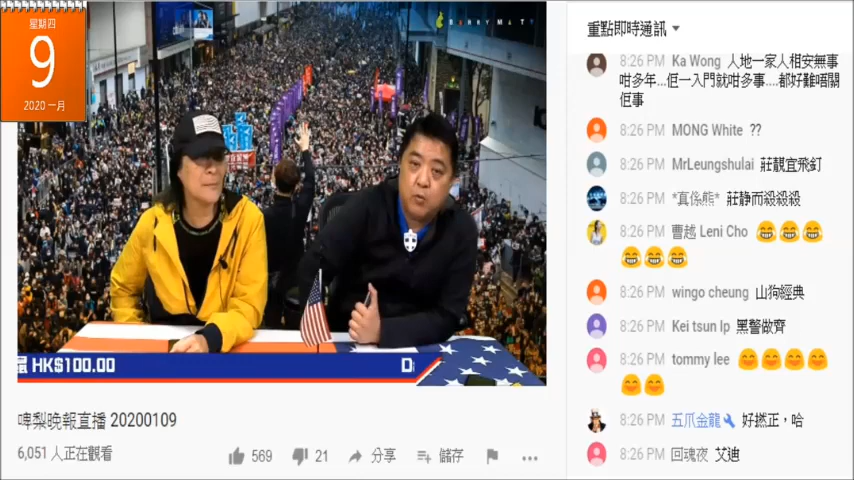 星期四
9
2020 一月
BARRYMATV
HK$100.00
啤梨晚報直播 20200109
6,051 人正在觀看
569
21
分享
儲存
重點即時通訊
8:26 PM Ka Wong 人地一家人相安無事
咁多年...佢一入門就咁多事....都好難唔關
佢事
8:26 PM MONG White ??
8:26 PM MrLeungshulai 莊靚宜飛釘
8:26 PM *真係熊* 莊静而殺殺殺
8:26 PM 曹越 Leni Cho 😂😂😂
😂😂😂
8:26 PM wingo cheung 山狗經典
8:26 PM Kei tsun Ip 黑警做齊
8:26 PM tommy lee 🤗🤗🤗🤗
🤗🤗
8:26 PM 五爪金龍 好撚正，哈
8:26 PM 回魂夜 艾迪